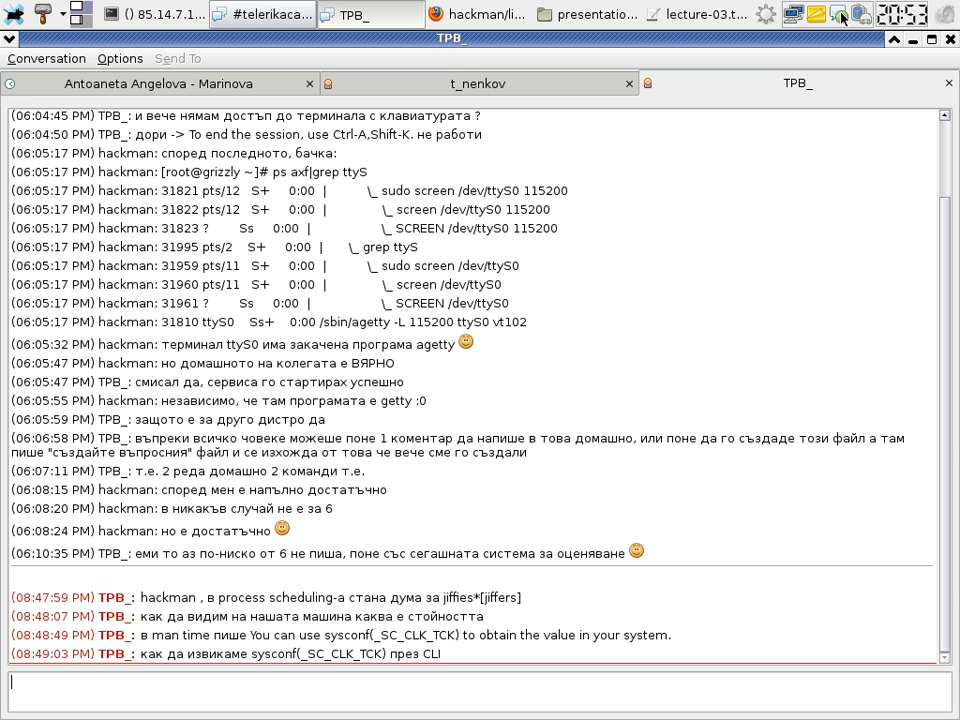 () 85.14.7.1...
#telerikaca...
TPB_
hackman/li...
presentatio...
lecture-03.t...
20:53
TPB_
Conversation Options Send To
Antoaneta Angelova - Marinova
t_nenkov
TPB_
(06:04:45 PM) TPB_: и вече нямам достъп до терминала с клавиатурата ?
(06:04:50 PM) TPB_: дори -> To end the session, use Ctrl-A,Shift-K. не работи
(06:05:17 PM) hackman: според последното, бачка:
(06:05:17 PM) hackman: [root@grizzly ~]# ps axf|grep ttyS
(06:05:17 PM) hackman: 31821 pts/12 S+ 0:00 | \_ sudo screen /dev/ttyS0 115200
(06:05:17 PM) hackman: 31822 pts/12 S+ 0:00 | \_ screen /dev/ttyS0 115200
(06:05:17 PM) hackman: 31823 ? Ss 0:00 | \_ SCREEN /dev/ttyS0 115200
(06:05:17 PM) hackman: 31995 pts/2 S+ 0:00 | \_ grep ttyS
(06:05:17 PM) hackman: 31959 pts/11 S+ 0:00 | \_ sudo screen /dev/ttyS0
(06:05:17 PM) hackman: 31960 pts/11 S+ 0:00 | \_ screen /dev/ttyS0
(06:05:17 PM) hackman: 31961 ? Ss 0:00 | \_ SCREEN /dev/ttyS0
(06:05:17 PM) hackman: 31810 ttyS0 Ss+ 0:00 /sbin/agetty -L 115200 ttyS0 vt102
(06:05:32 PM) hackman: терминал ttyS0 има закачена програма agetty
(06:05:47 PM) hackman: но домашното на колегата е ВЯРНО
(06:05:47 PM) TPB_: смисал да, сервиса го стартирах успешно
(06:05:55 PM) hackman: независимо, че там програмата е getty :0
(06:05:59 PM) TPB_: защото е за друго дистро да
(06:06:58 PM) TPB_: въпреки всичко човеке можеше поне 1 коментар да напише в това домашно, или поне да го създаде този файл а там
пише "създайте въпросния" файл и се изхожда от това че вече сме го създали
(06:07:11 PM) TPB_: т.е. 2 реда домашно 2 команди т.е.
(06:08:15 PM) hackman: според мен е напълно достатъчно
(06:08:20 PM) hackman: в никакъв случай не е за 6
(06:08:24 PM) hackman: но е достатъчно
(06:10:35 PM) TPB_: еми то аз по-ниско от 6 не пиша, поне със сегашната система за оценяване
(08:47:59 PM) TPB_: hackman , в process scheduling-а стана дума за jiffies*[jiffers]
(08:48:07 PM) TPB_: как да видим на нашата машина каква е стойността
(08:48:49 PM) TPB_: в man time пише You can use sysconf(_SC_CLK_TCK) to obtain the value in your system.
(08:49:03 PM) TPB_: как да извикаме sysconf(_SC_CLK_TCK) през CLI